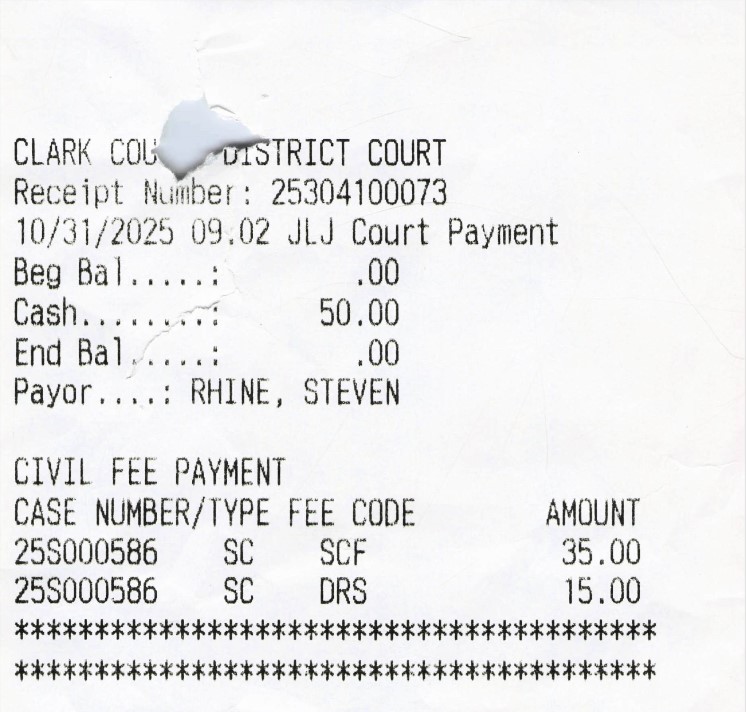 CLARK COU DISTRICT COURT
Receipt Number: 25304100073
10/31/2025 09.02 JLJ Court Payment
Beg Bal.....: .00
Cash........: 50.00
End Bal.....: .00
Payor....: RHINE, STEVEN
CIVIL FEE PAYMENT
CASE NUMBER/TYPE FEE CODE AMOUNT
25S000586 SC SCF 35.00
25S000586 SC DRS 15.00
*****************************************
*****************************************